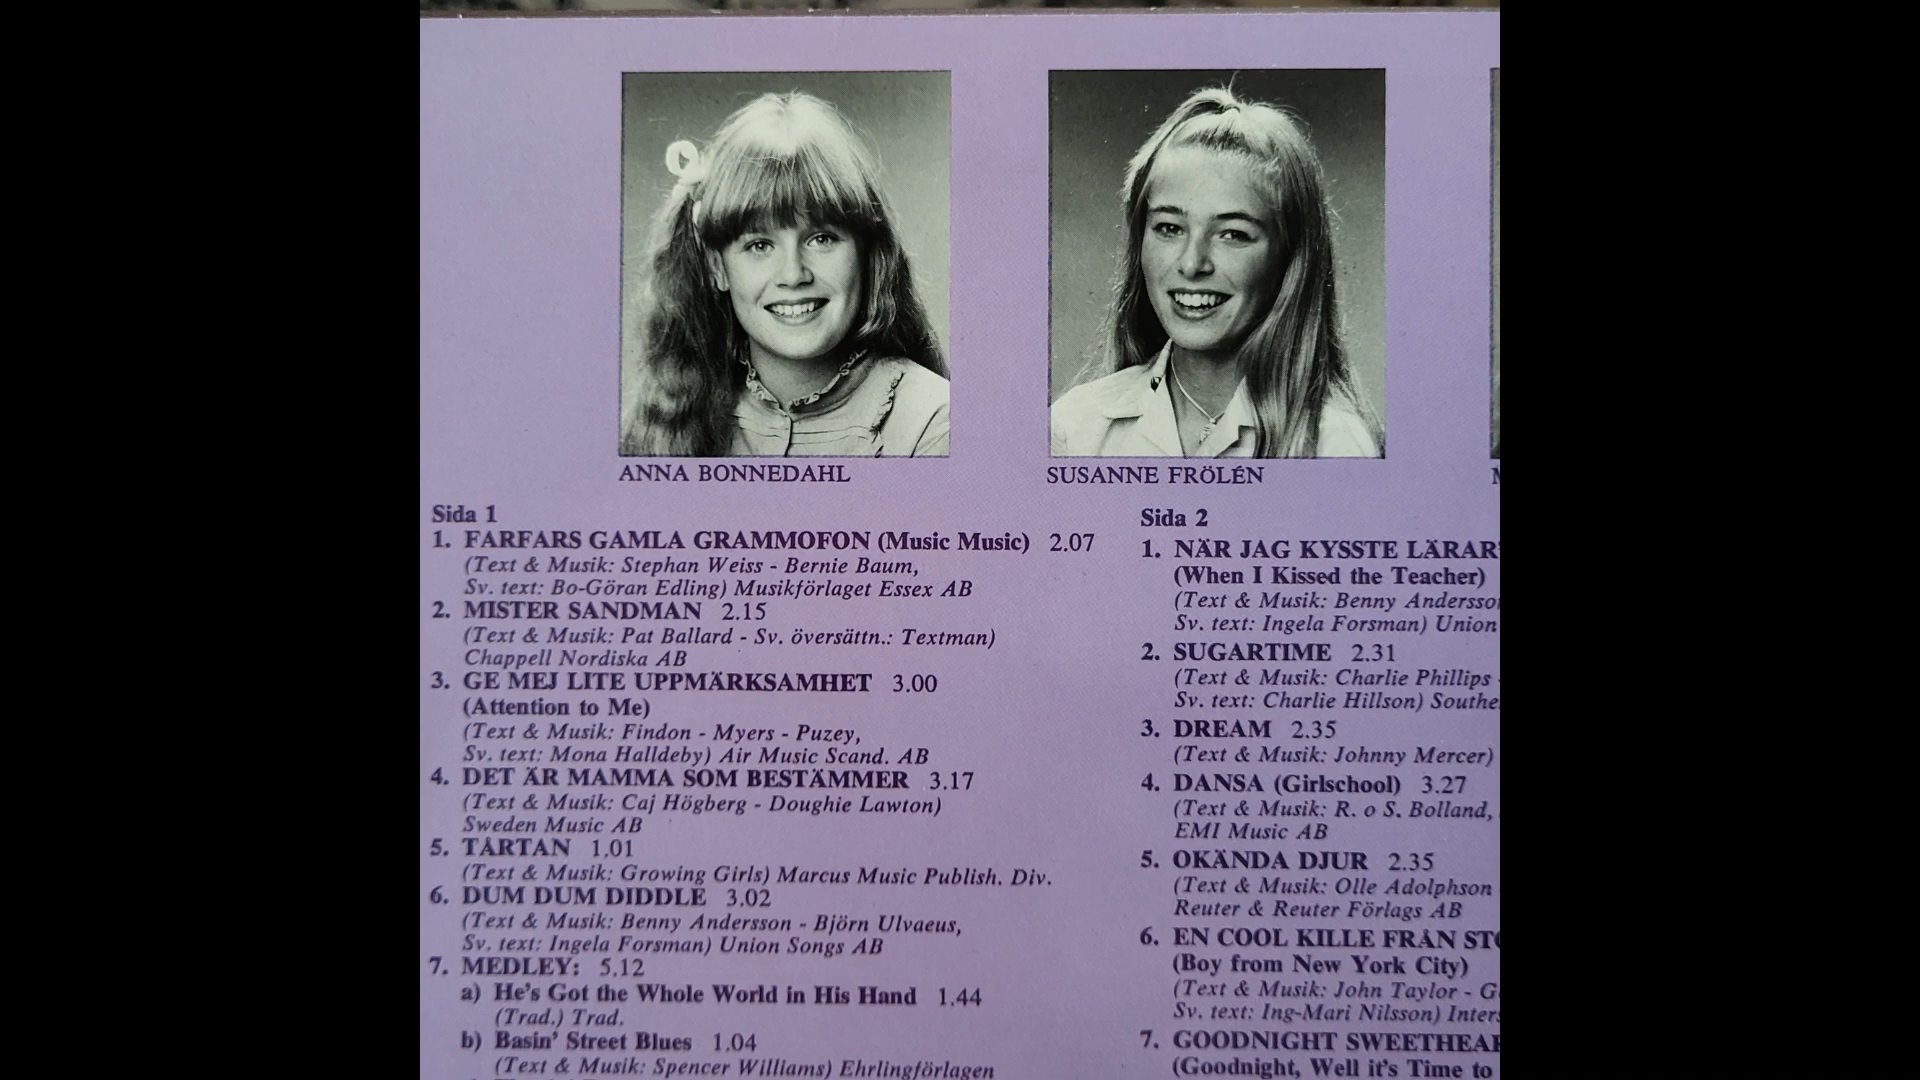 ANNA BONNEDAHL
SUSANNE FRÖLÉN
Sida 1
1. FARFARS GAMLA GRAMMOFON (Music Music) 2.07
(Text & Musik: Stephan Weiss - Bernie Baum,
Sv. text: Bo-Göran Edling) Musikförlaget Essex AB
2. MISTER SANDMAN 2.15
(Text & Musik: Pat Ballard - Sv. översättn.: Textman)
Chappell Nordiska AB
3. GE MEJ LITE UPPMÄRKSAMHET 3.00
(Attention to Me)
(Text & Musik: Findon - Myers - Puzey,
Sv. text: Mona Halldeby) Air Music Scand. AB
4. DET ÄR MAMMA SOM BESTÄMMER 3.17
(Text & Musik: Caj Högberg - Doughie Lawton)
Sweden Music AB
5. TÅRTAN 1.01
(Text & Musik: Growing Girls) Marcus Music Publish. Div.
6. DUM DUM DIDDLE 3.02
(Text & Musik: Benny Andersson - Björn Ulvaeus,
Sv. text: Ingela Forsman) Union Songs AB
7. MEDLEY: 5.12
a) He's Got the Whole World in His Hand 1.44
(Trad.) Trad.
b) Basin' Street Blues 1.04
(Text & Musik: Spencer Williams) Ehrlingförlagen
Sida 2
1. NÄR JAG KYSSTE LÄRAR
(When I Kissed the Teacher)
(Text & Musik: Benny Andersso
Sv. text: Ingela Forsman) Union
2. SUGARTIME 2.31
(Text & Musik: Charlie Phillips -
Sv. text: Charlie Hillson) Southe
3. DREAM 2.35
(Text & Musik: Johnny Mercer)
4. DANSA (Girlschool) 3.27
(Text & Musik: R. o S. Bolland,
EMI Music AB
5. OKÄNDA DJUR 2.35
(Text & Musik: Olle Adolphson
Reuter & Reuter Förlags AB
6. EN COOL KILLE FRÅN STO
(Boy from New York City)
(Text & Musik: John Taylor - G
Sv. text: Ing-Mari Nilsson) Inters
7. GOODNIGHT SWEETHEAR
(Goodnight, Well it's Time to